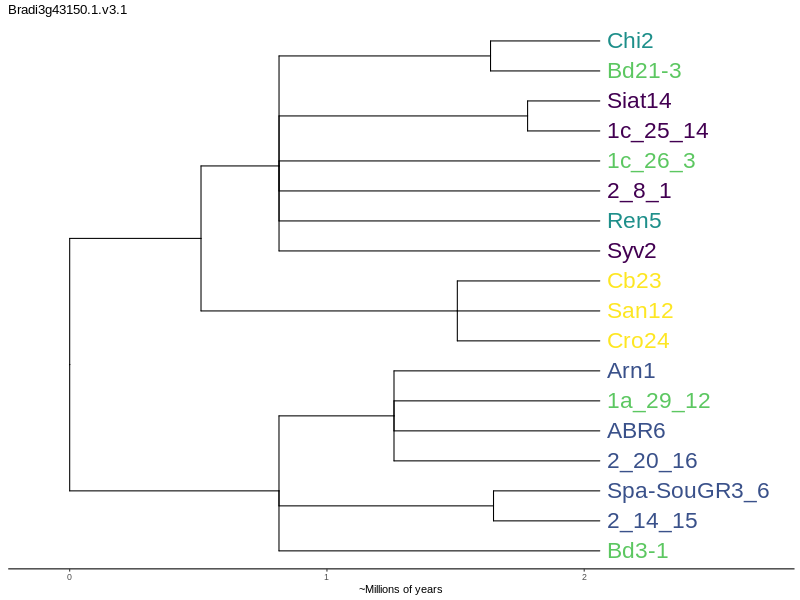 Bradi3g43150.1.v3.1
Chi2
Bd21-3
Siat14
1c_25_14
1c_26_3
2_8_1
Ren5
Syv2
Cb23
San12
Cro24
Arn1
1a_29_12
ABR6
2_20_16
Spa-SouGR3_6
2_14_15
Bd3-1
0 1 2
~Millions of years